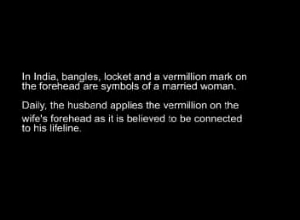 In India, bangles, locket and a vermillion mark on
the forehead are symbols of a married woman.
Daily, the husband applies the vermillion on the
wife's forehead as it is believed to be connected
to his lifeline.